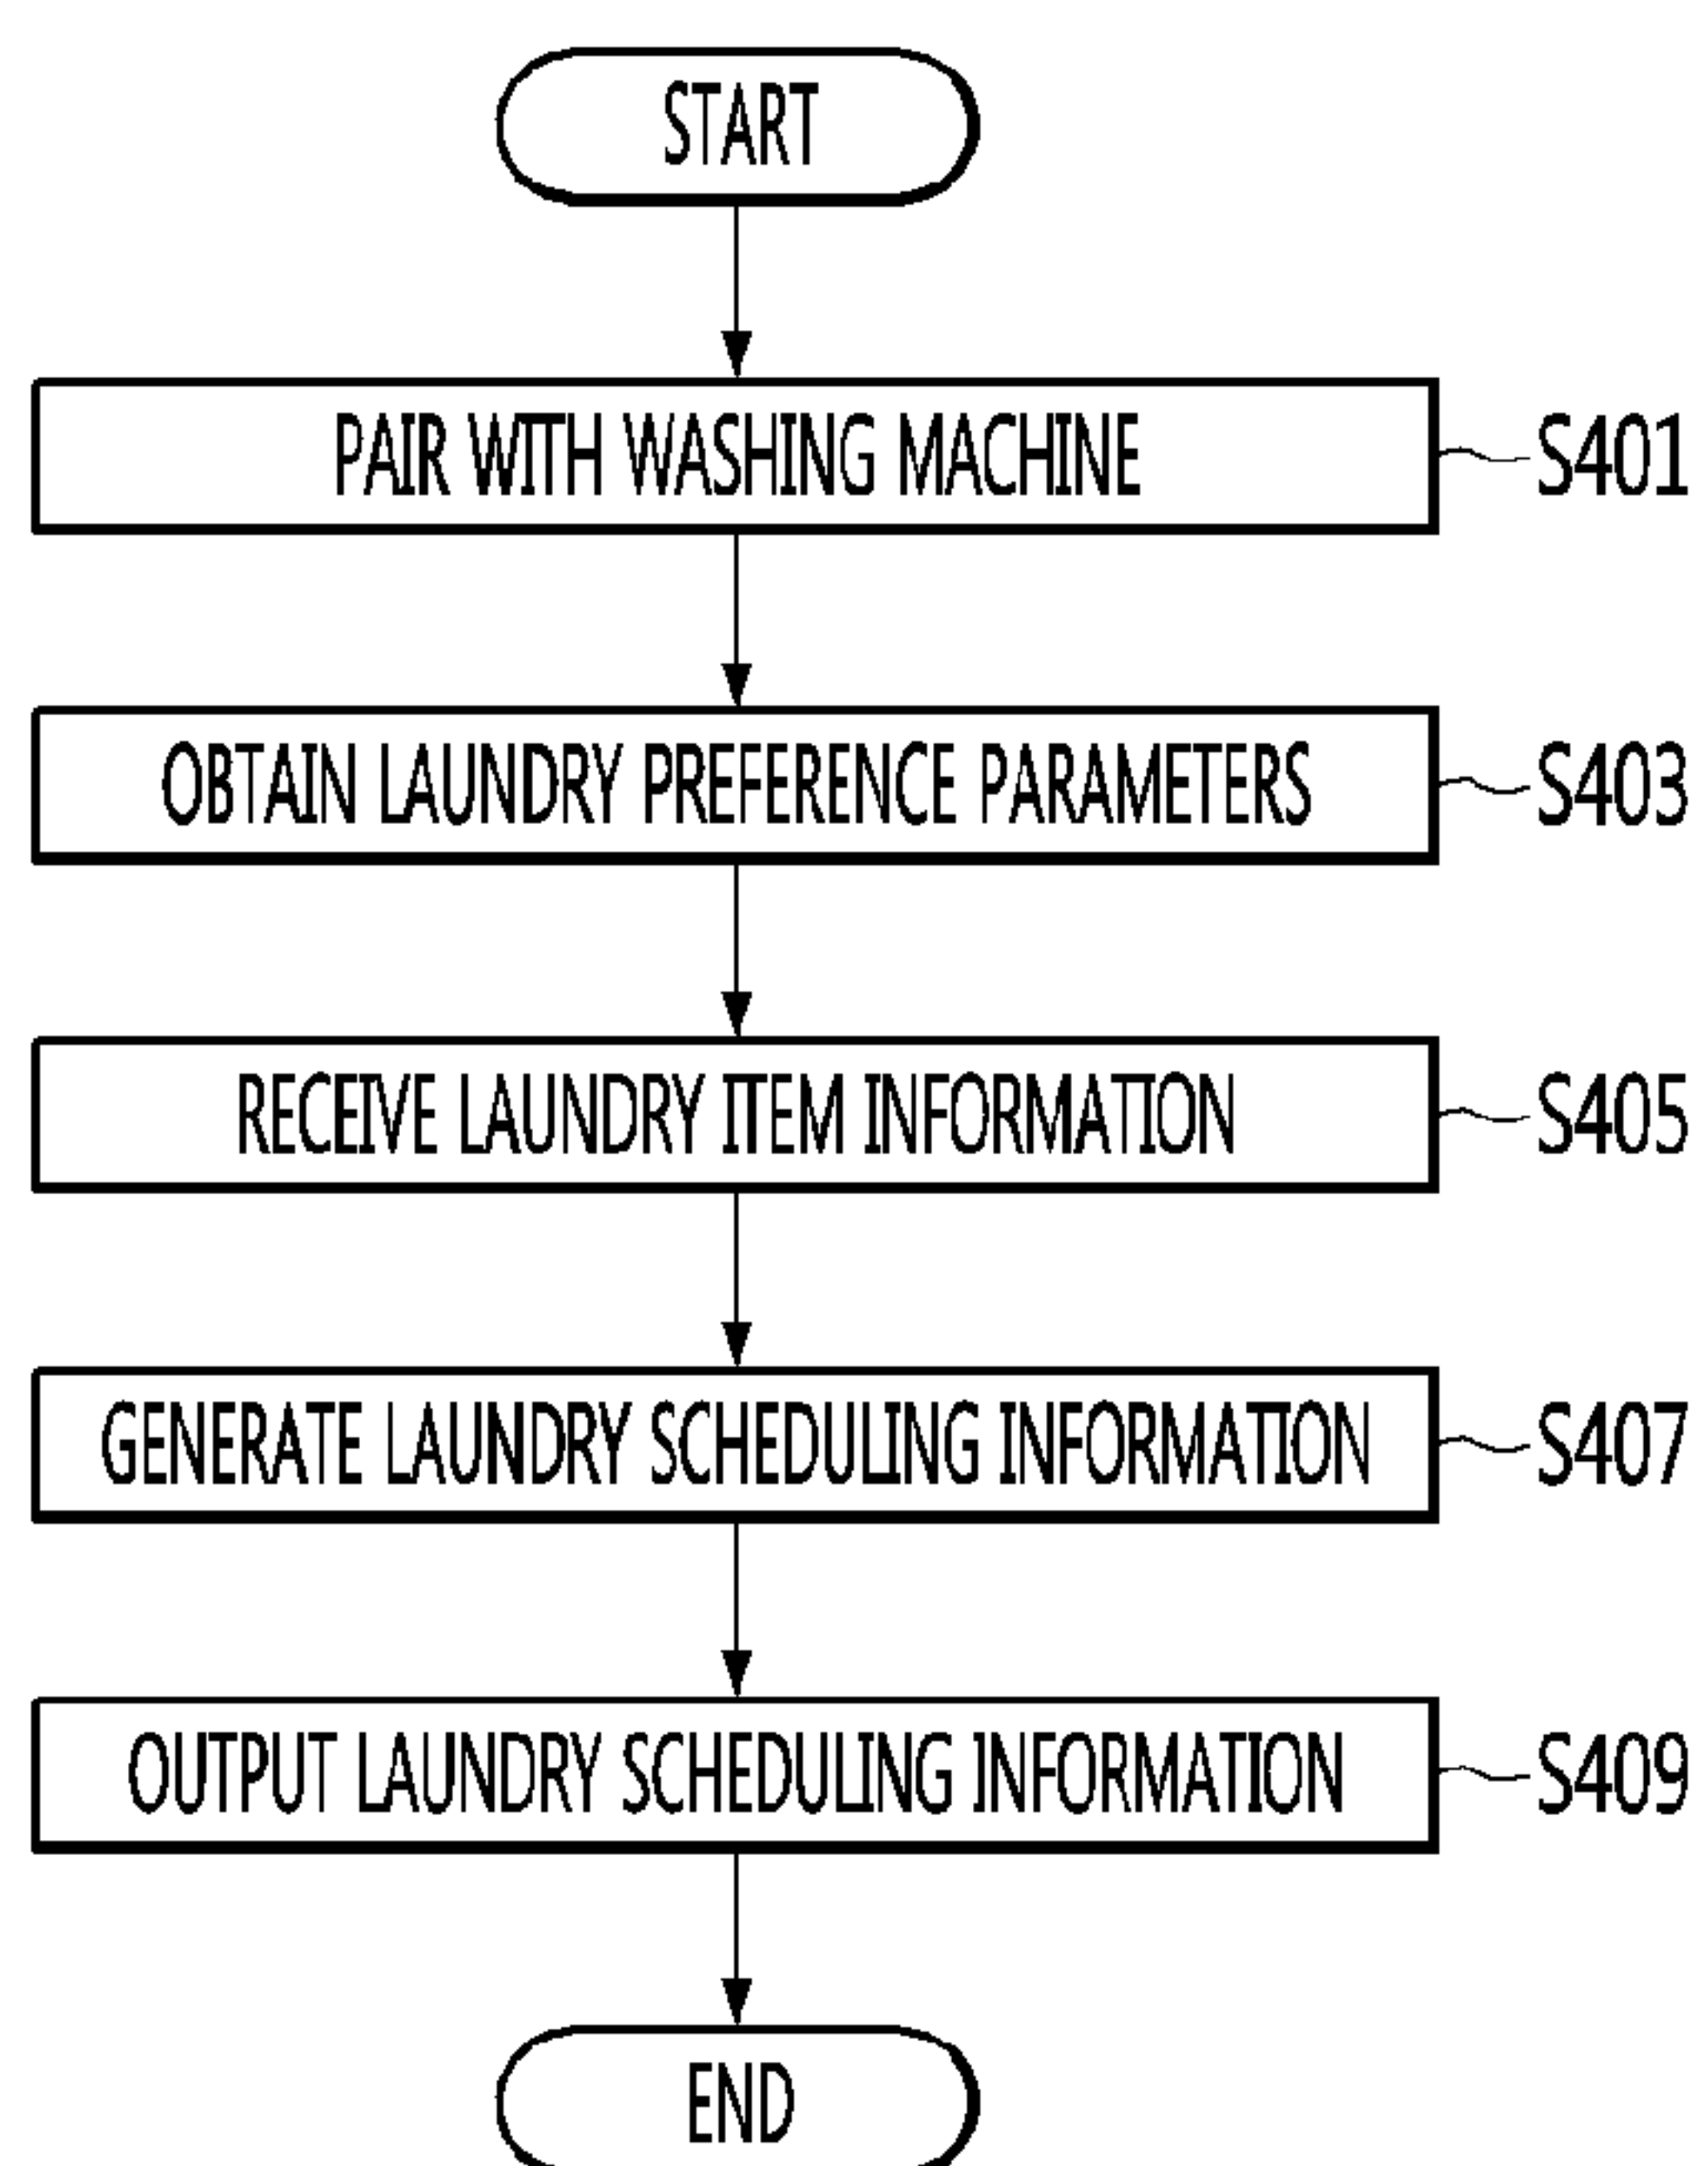 START
PAIR WITH WASHING MACHINE
S401
OBTAIN LAUNDRY PREFERENCE PARAMETERS
S403
RECEIVE LAUNDRY ITEM INFORMATION
S405
GENERATE LAUNDRY SCHEDULING INFORMATION
S407
OUTPUT LAUNDRY SCHEDULING INFORMATION
S409
END